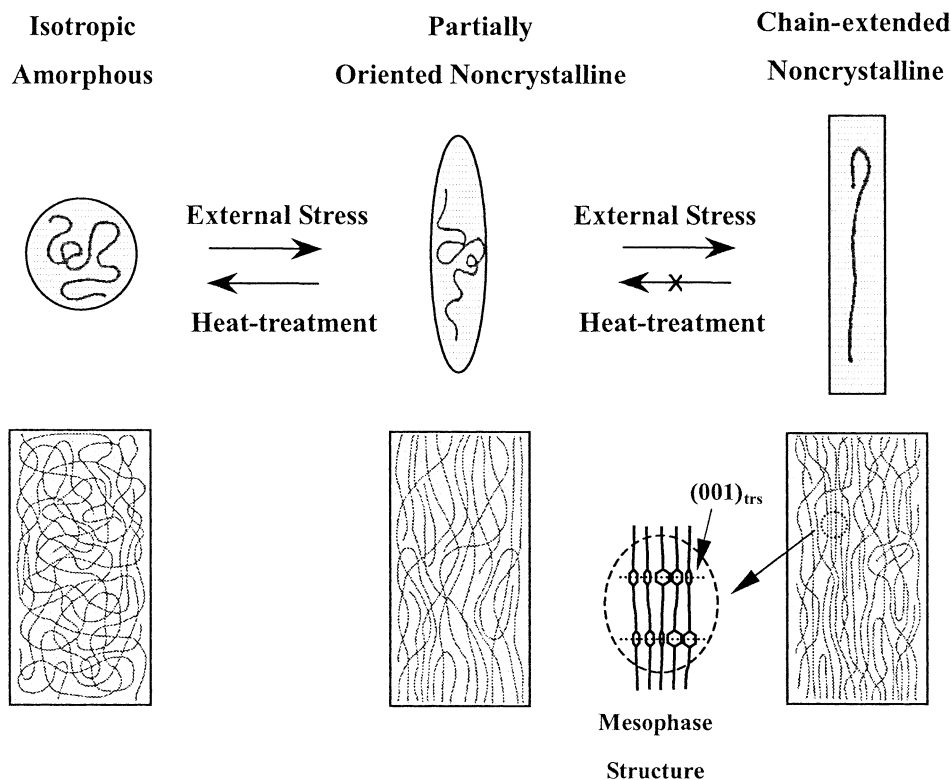 Isotropic
Amorphous
Partially
Oriented Noncrystalline
Chain-extended
Noncrystalline
External Stress
Heat-treatment
External Stress
Heat-treatment
(001)trs
Mesophase
Structure